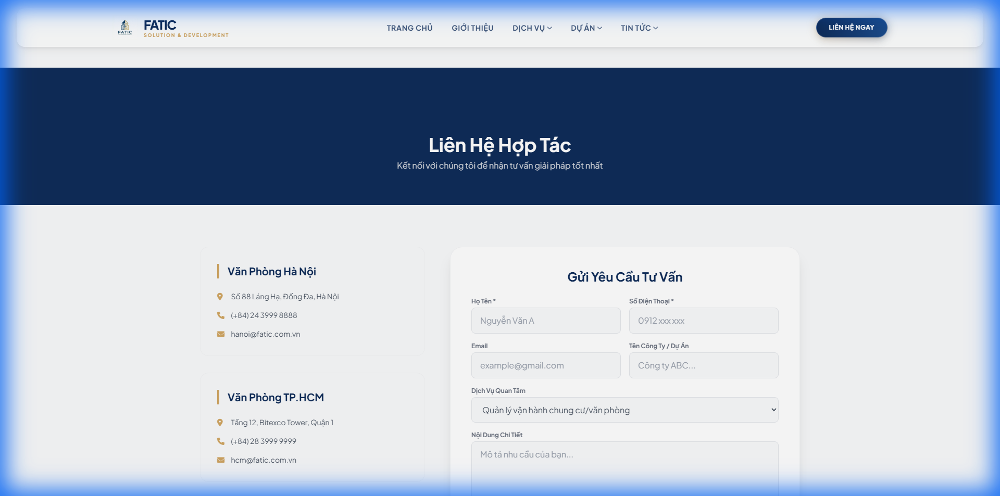 FATIC
FATIC
SOLUTION & DEVELOPMENT
TRANG CHỦ
GIỚI THIỆU
DỊCH VỤ
DỰ ÁN
TIN TỨC
LIÊN HỆ NGAY
Liên Hệ Hợp Tác
Kết nối với chúng tôi để nhận tư vấn giải pháp tốt nhất
Văn Phòng Hà Nội
Số 88 Láng Hạ, Đống Đa, Hà Nội
(+84) 24 3999 8888
hanoi@fatic.com.vn
Văn Phòng TP.HCM
Tầng 12, Bitexco Tower, Quận 1
(+84) 28 3999 9999
hcm@fatic.com.vn
Gửi Yêu Cầu Tư Vấn
Họ Tên *
Nguyễn Văn A
Số Điện Thoại *
0912 xxx xxx
Email
example@gmail.com
Tên Công Ty / Dự Án
Công ty ABC...
Dịch Vụ Quan Tâm
Quản lý vận hành chung cư/văn phòng
Nội Dung Chi Tiết
Mô tả nhu cầu của bạn...